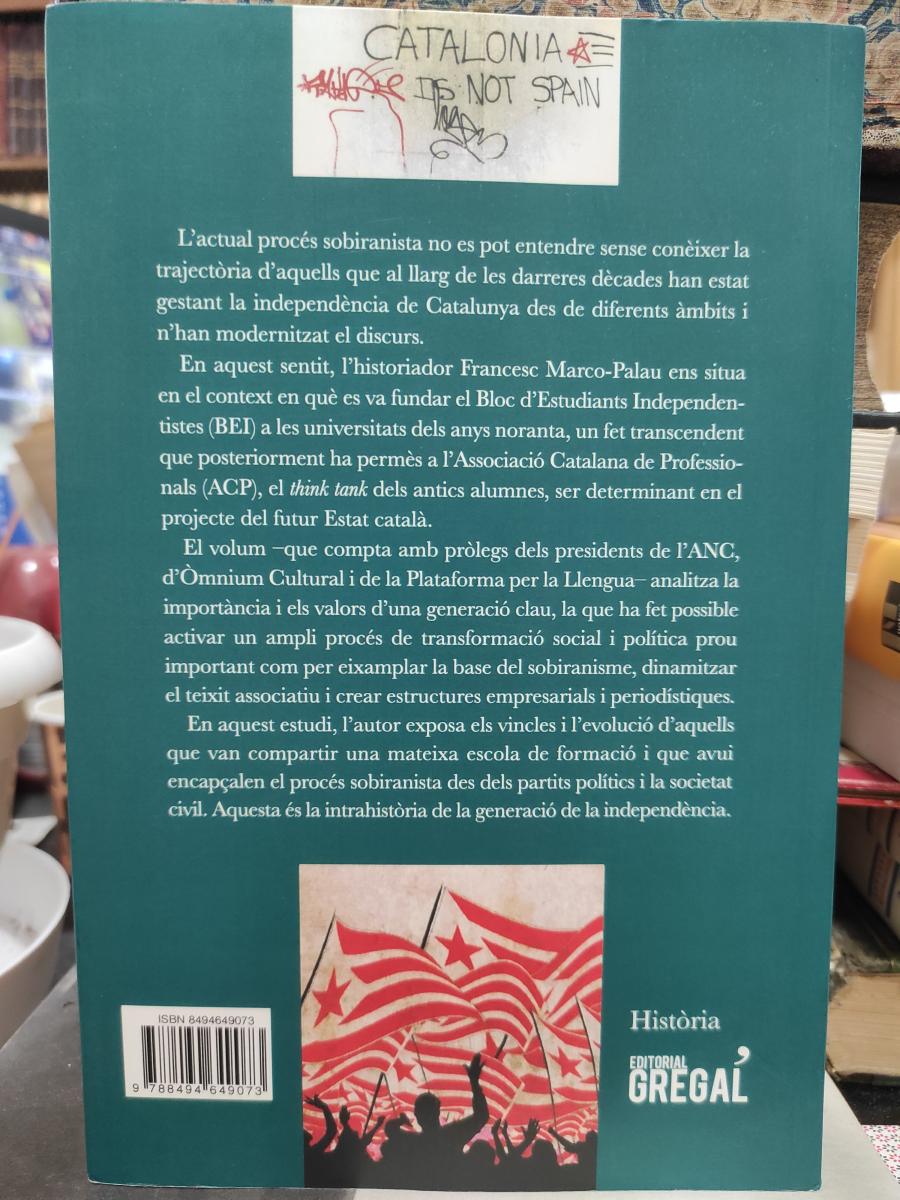 CATALONIA
IS NOT SPAIN
L'actual procés sobiranista no es pot entendre sense conèixer la
trajectòria d'aquells que al llarg de les darreres dècades han estat
gestant la independència de Catalunya des de diferents àmbits i
n'han modernitzat el discurs.
En aquest sentit, l'historiador Francesc Marco-Palau ens situa
en el context en què es va fundar el Bloc d'Estudiants Independen-
tistes (BEI) a les universitats dels anys noranta, un fet transcendent
que posteriorment ha permès a l'Associació Catalana de Professio-
nals (ACP), el think tank dels antics alumnes, ser determinant en el
projecte del futur Estat català.
El volum –que compta amb pròlegs dels presidents de l'ANC,
d'Òmnium Cultural i de la Plataforma per la Llengua– analitza la
importància i els valors d'una generació clau, la que ha fet possible
activar un ampli procés de transformació social i política prou
important com per eixamplar la base del sobiranisme, dinamitzar
el teixit associatiu i crear estructures empresarials i periodístiques.
En aquest estudi, l'autor exposa els vincles i l'evolució d'aquells
que van compartir una mateixa escola de formació i que avui
encapçalen el procés sobiranista des dels partits polítics i la societat
civil. Aquesta és la intrahistòria de la generació de la independència.
ISBN 8494649073
9 788494 649073
Història
EDITORIAL
GREGAL